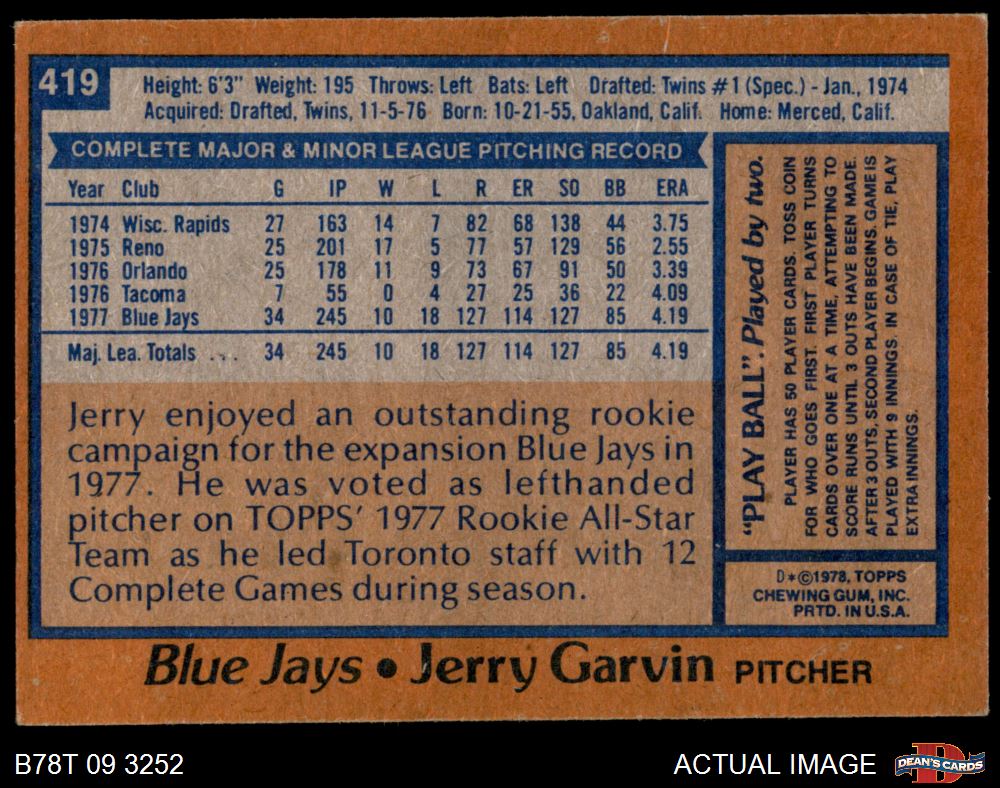 419
Height: 6'3" Weight: 195 Throws: Left Bats: Left Drafted: Twins #1 (Spec.) - Jan., 1974
Acquired: Drafted, Twins, 11-5-76 Born: 10-21-55, Oakland, Calif. Home: Merced, Calif.
COMPLETE MAJOR & MINOR LEAGUE PITCHING RECORD
Year Club G IP W L R ER SO BB ERA
1974 Wisc. Rapids 27 163 14 7 82 68 138 44 3.75
1975 Reno 25 201 17 5 77 57 129 56 2.55
1976 Orlando 25 178 11 9 73 67 91 50 3.39
1976 Tacoma 7 55 0 4 27 25 36 22 4.09
1977 Blue Jays 34 245 10 18 127 114 127 85 4.19
Maj. Lea. Totals ... 34 245 10 18 127 114 127 85 4.19
Jerry enjoyed an outstanding rookie
campaign for the expansion Blue Jays in
1977. He was voted as lefthanded
pitcher on TOPPS' 1977 Rookie All-Star
Team as he led Toronto staff with 12
Complete Games during season.
"PLAY BALL". Played by two.
PLAYER HAS 50 PLAYER CARDS. TOSS COIN
FOR WHO GOES FIRST. FIRST PLAYER TURNS
CARDS OVER ONE AT A TIME, ATTEMPTING TO
SCORE RUNS UNTIL 3 OUTS HAVE BEEN MADE.
AFTER 3 OUTS, SECOND PLAYER BEGINS. GAME IS
PLAYED WITH 9 INNINGS. IN CASE OF TIE, PLAY
EXTRA INNINGS.
D*©1978, TOPPS
CHEWING GUM, INC.
PRTD. IN U.S.A.
Blue Jays • Jerry Garvin PITCHER
B78T 09 3252
ACTUAL IMAGE
DEAN'S CARDS